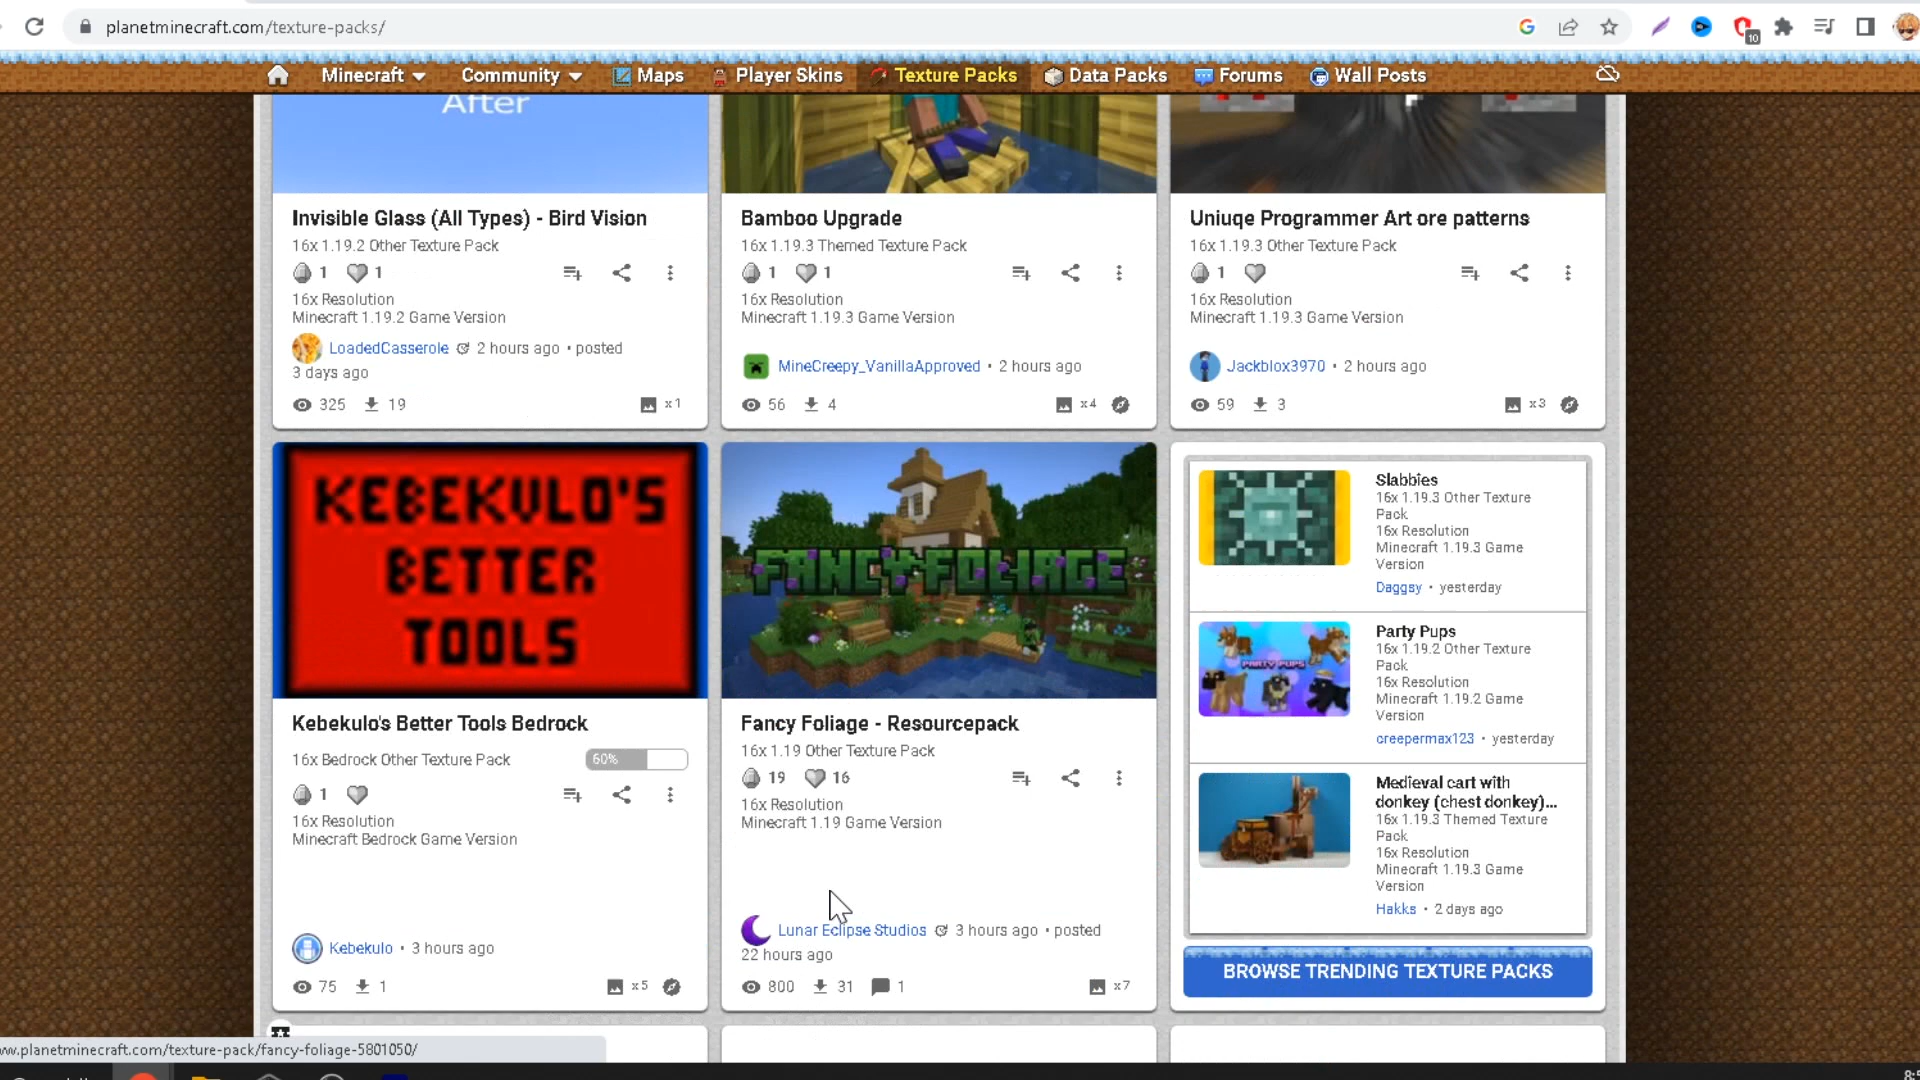 planetminecraft.com/texture-packs/
10
Minecraft Community Maps Player Skins Texture Packs Data Packs Forums Wall Posts
After
Invisible Glass (All Types) - Bird Vision
16x 1.19.2 Other Texture Pack
1 1
16x Resolution
Minecraft 1.19.2 Game Version
LoadedCasserole 2 hours ago • posted
3 days ago
325 19 x1
Bamboo Upgrade
16x 1.19.3 Themed Texture Pack
1 1
16x Resolution
Minecraft 1.19.3 Game Version
MineCreepy_VanillaApproved • 2 hours ago
56 4 x4
Uniuqe Programmer Art ore patterns
16x 1.19.3 Other Texture Pack
1
16x Resolution
Minecraft 1.19.3 Game Version
Jackblox3970 • 2 hours ago
59 3 x3
KEBEKULO'S
BETTER
TOOLS
Kebekulo's Better Tools Bedrock
16x Bedrock Other Texture Pack 60%
1
16x Resolution
Minecraft Bedrock Game Version
Kebekulo • 3 hours ago
75 1 x5
FANCY FOLIAGE
Fancy Foliage - Resourcepack
16x 1.19 Other Texture Pack
19 16
16x Resolution
Minecraft 1.19 Game Version
Lunar Eclipse Studios 3 hours ago • posted
22 hours ago
800 31 1 x7
Slabbies
16x 1.19.3 Other Texture
Pack
16x Resolution
Minecraft 1.19.3 Game
Version
Daggsy • yesterday
PARTY PUPS
Party Pups
16x 1.19.2 Other Texture
Pack
16x Resolution
Minecraft 1.19.2 Game
Version
creepermax123 • yesterday
Medieval cart with
donkey (chest donkey)...
16x 1.19.3 Themed Texture
Pack
16x Resolution
Minecraft 1.19.3 Game
Version
Hakks • 2 days ago
BROWSE TRENDING TEXTURE PACKS
w.planetminecraft.com/texture-pack/fancy-foliage-5801050/